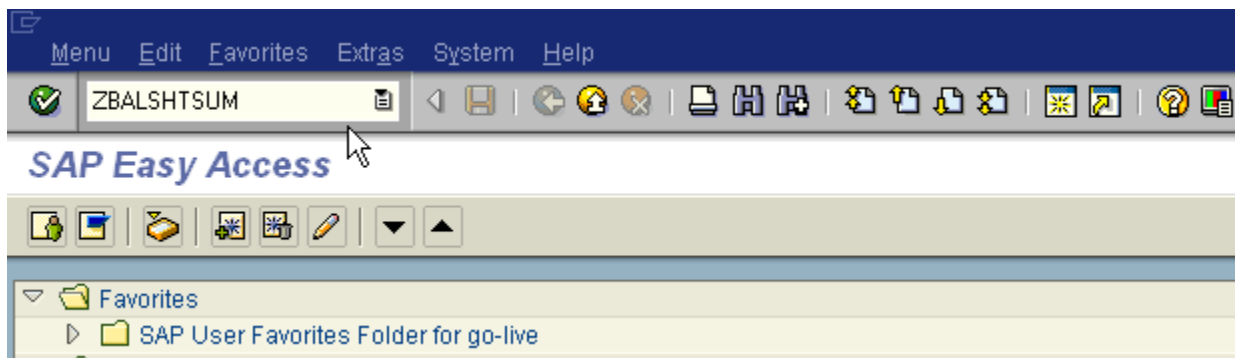 Menu Edit Favorites Extras System Help
ZBALSHTSUM
SAP Easy Access
Favorites
SAP User Favorites Folder for go-live